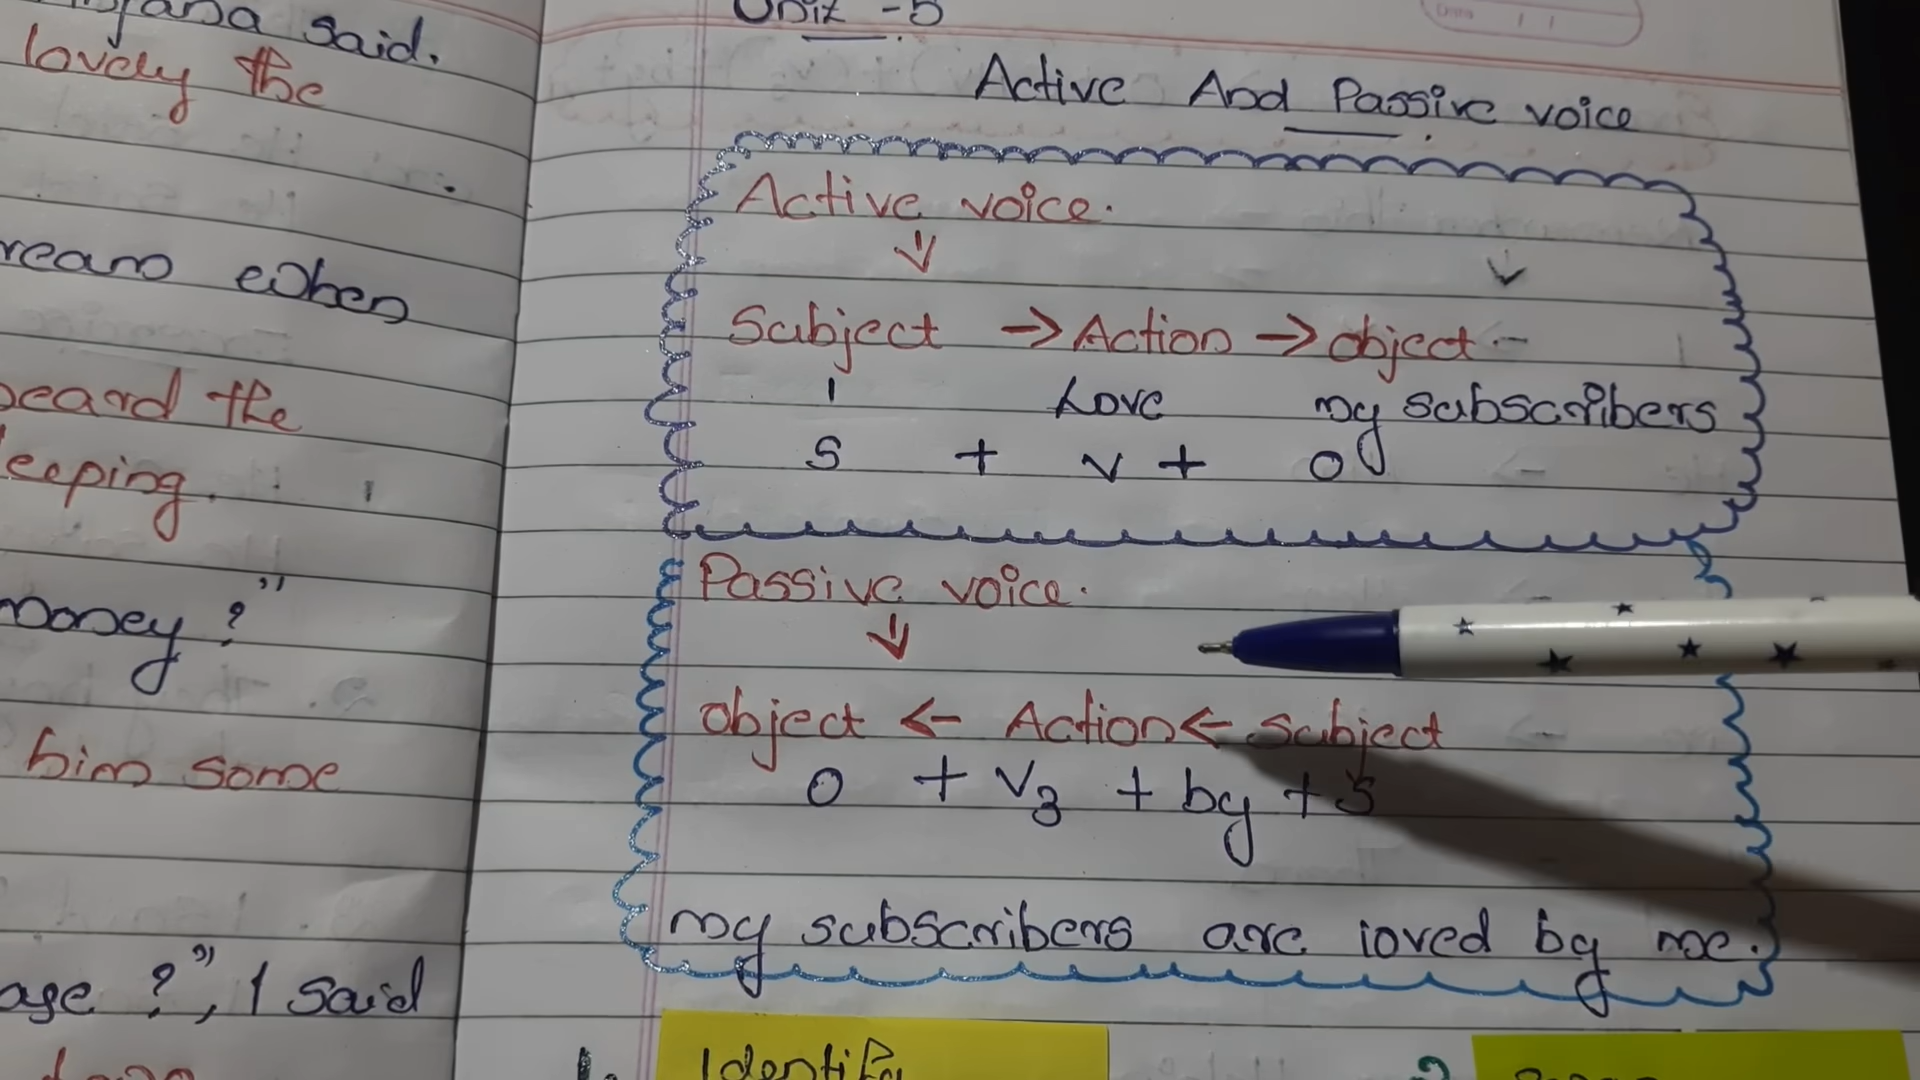 said.
lovely the
when
the
money ?"
him some
age ?", I said
Unit - 5
Active And Passive voice
Active voice.
Subject → Action → object
I Love my subscribers
S + V + O
Passive voice.
object ← Action ← Subject
O + V3 + by + S
my subscribers are loved by me.
1. Identify
2